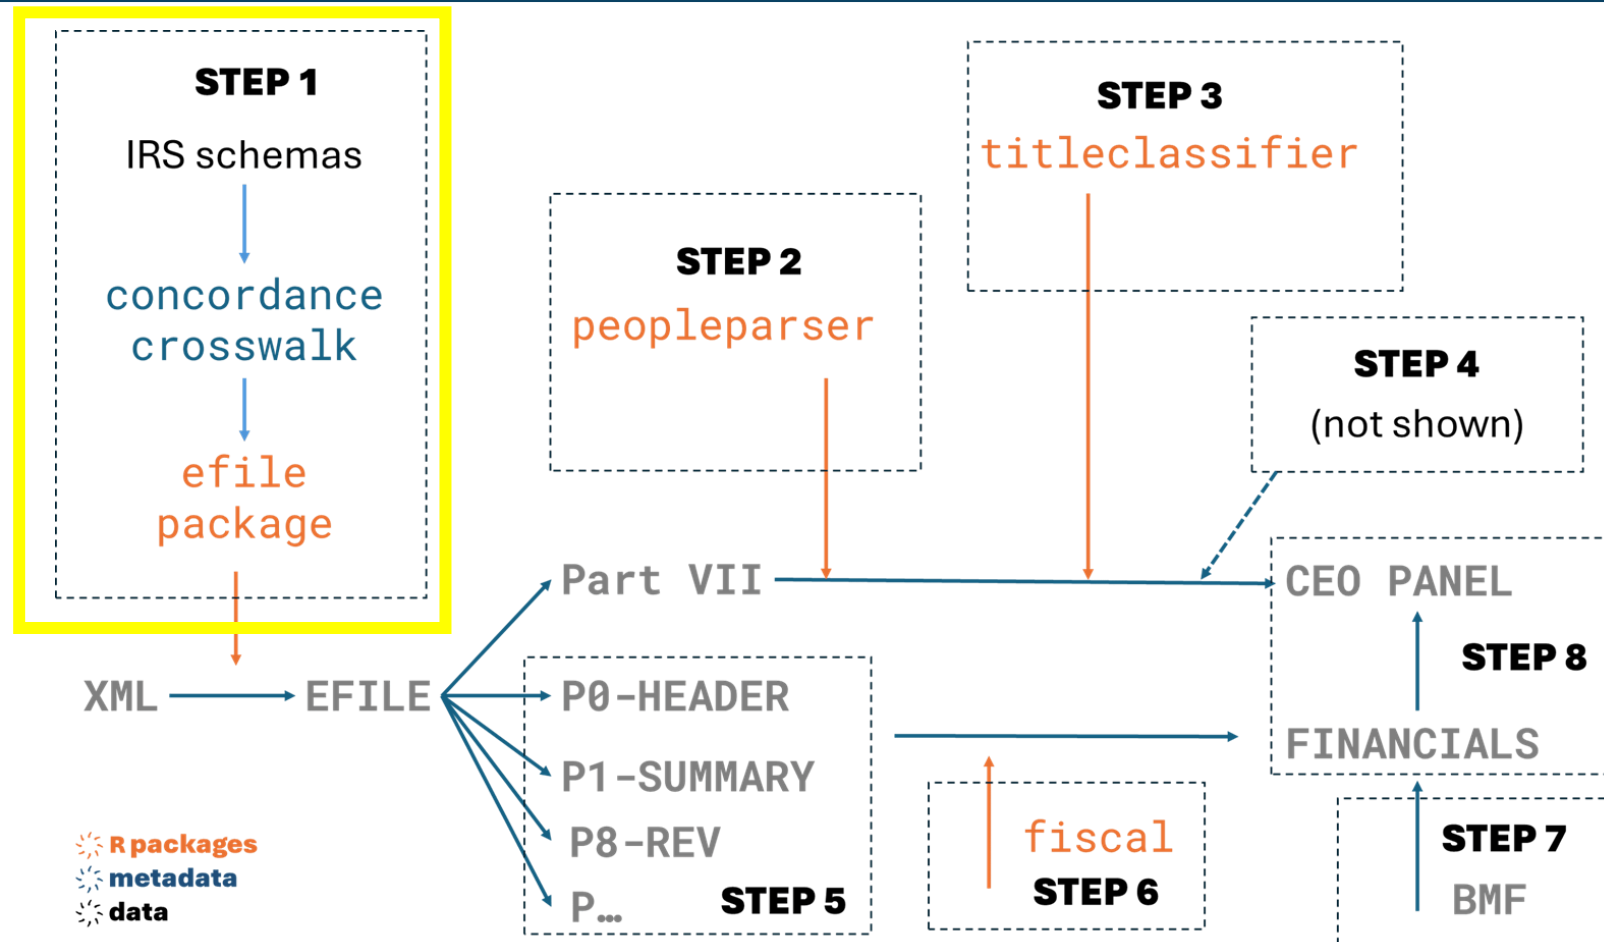 STEP 1
IRS schemas
concordance
crosswalk
efile
package
STEP 2
peopleparser
STEP 3
titleclassifier
STEP 4
(not shown)
Part VII
CEO PANEL
STEP 8
XML
EFILE
P0-HEADER
P1-SUMMARY
P8-REV
P...
STEP 5
FINANCIALS
fiscal
STEP 6
STEP 7
BMF
R packages
metadata
data